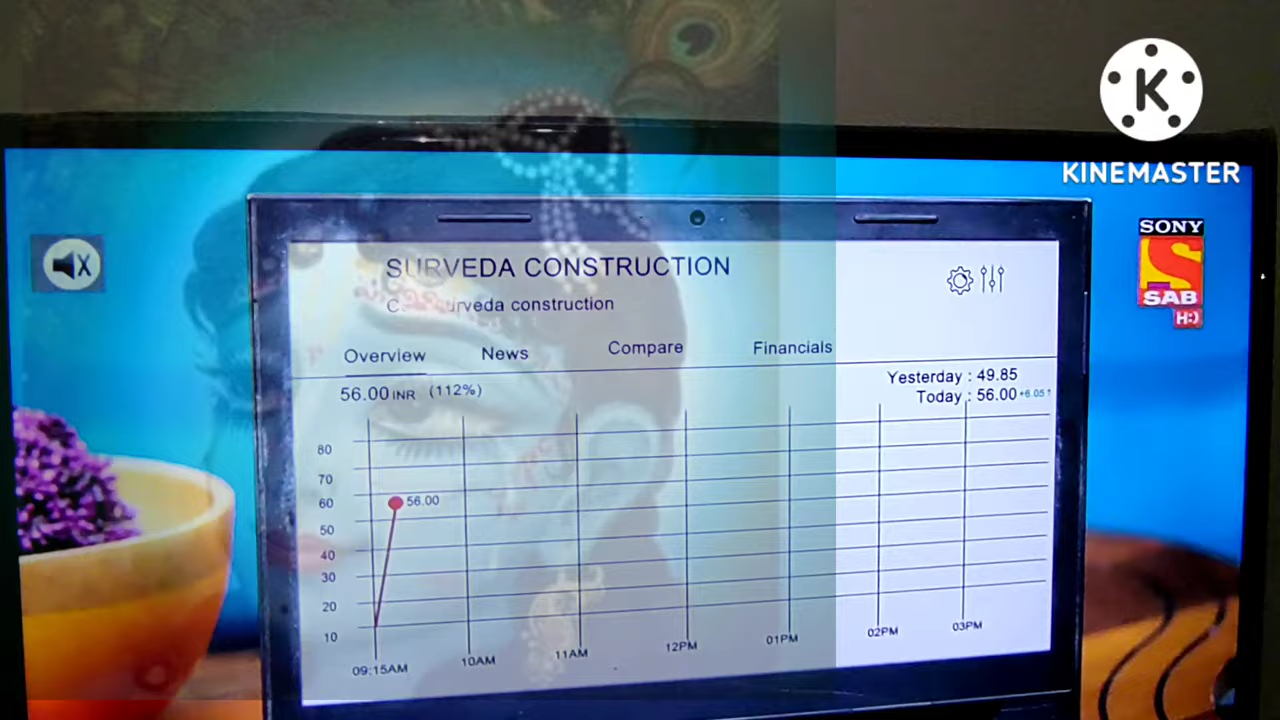 KINEMASTER
SONY
SAB
HD
SURVEDA CONSTRUCTION
construction
Overview News Compare Financials
56.00 INR (112%)
Yesterday : 49.85
Today : 56.00 +6.05↑
80
70
60
50
40
30
20
10
56.00
09:15AM 10AM 11AM 12PM 01PM 02PM 03PM